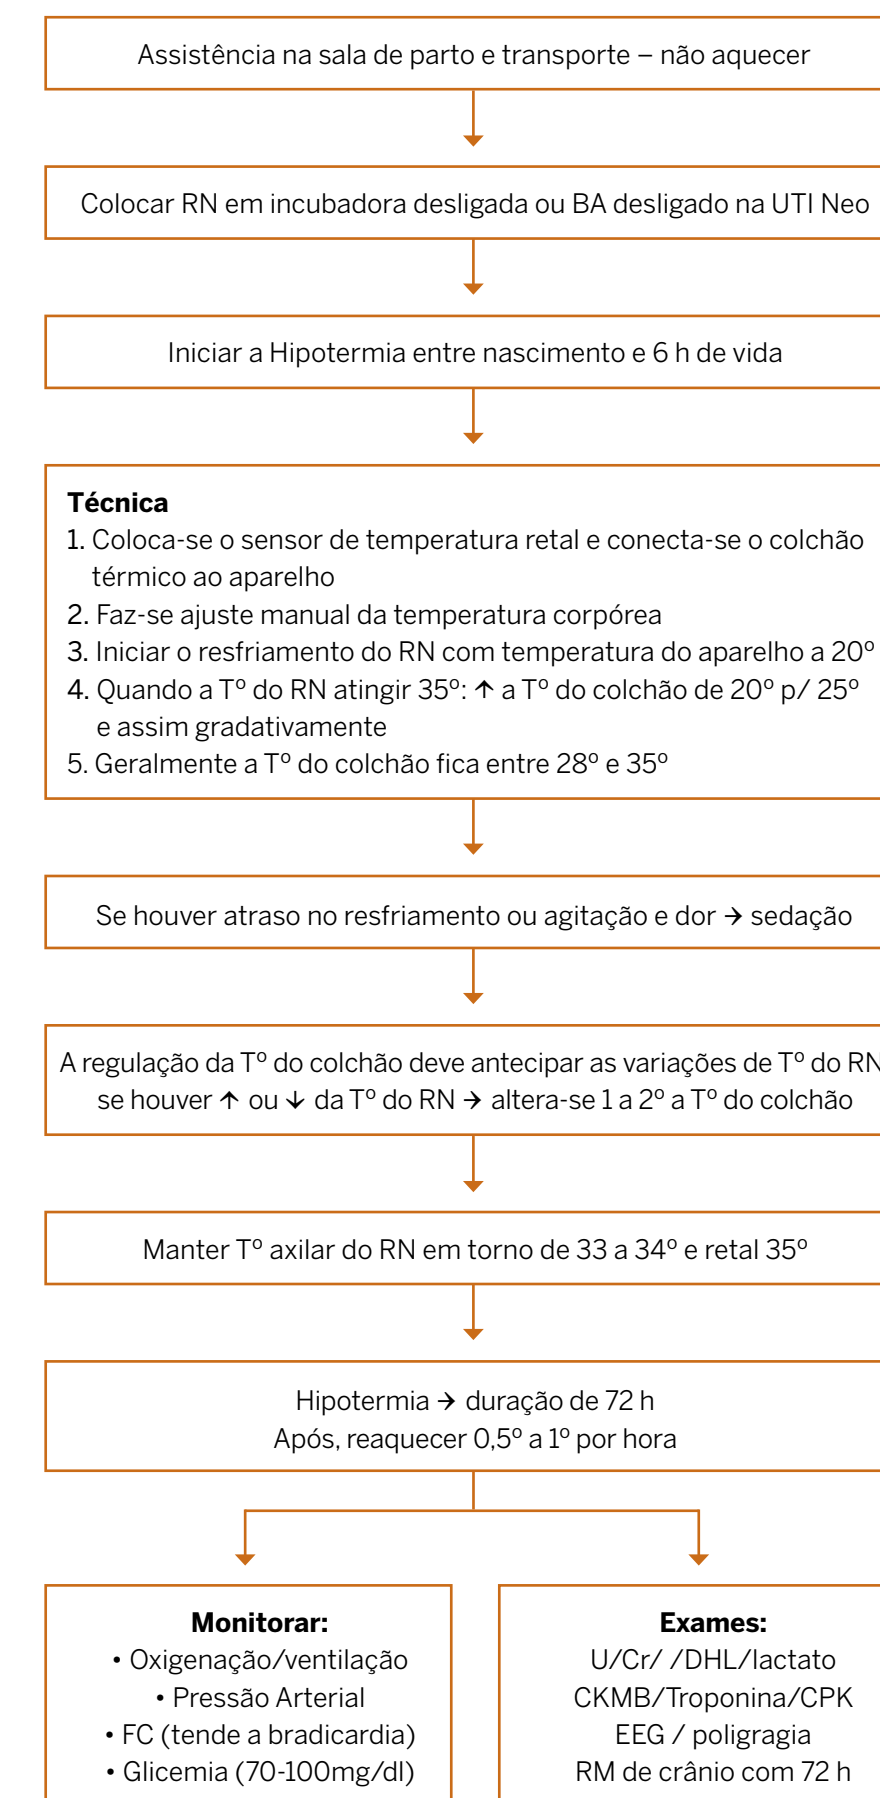 Assistência na sala de parto e transporte – não aquecer
Colocar RN em incubadora desligada ou BA desligado na UTI Neo
Iniciar a Hipotermia entre nascimento e 6 h de vida
Técnica
1. Coloca-se o sensor de temperatura retal e conecta-se o colchão
térmico ao aparelho
2. Faz-se ajuste manual da temperatura corpórea
3. Iniciar o resfriamento do RN com temperatura do aparelho a 20º
4. Quando a Tº do RN atingir 35º: ↑ a Tº do colchão de 20º p/ 25º
e assim gradativamente
5. Geralmente a Tº do colchão fica entre 28º e 35º
Se houver atraso no resfriamento ou agitação e dor → sedação
A regulação da Tº do colchão deve antecipar as variações de Tº do RN
se houver ↑ ou ↓ da Tº do RN → altera-se 1 a 2º a Tº do colchão
Manter Tº axilar do RN em torno de 33 a 34º e retal 35º
Hipotermia → duração de 72 h
Após, reaquecer 0,5º a 1º por hora
Monitorar:
• Oxigenação/ventilação
• Pressão Arterial
• FC (tende a bradicardia)
• Glicemia (70-100mg/dl)
Exames:
U/Cr/ /DHL/lactato
CKMB/Troponina/CPK
EEG / poligragia
RM de crânio com 72 h